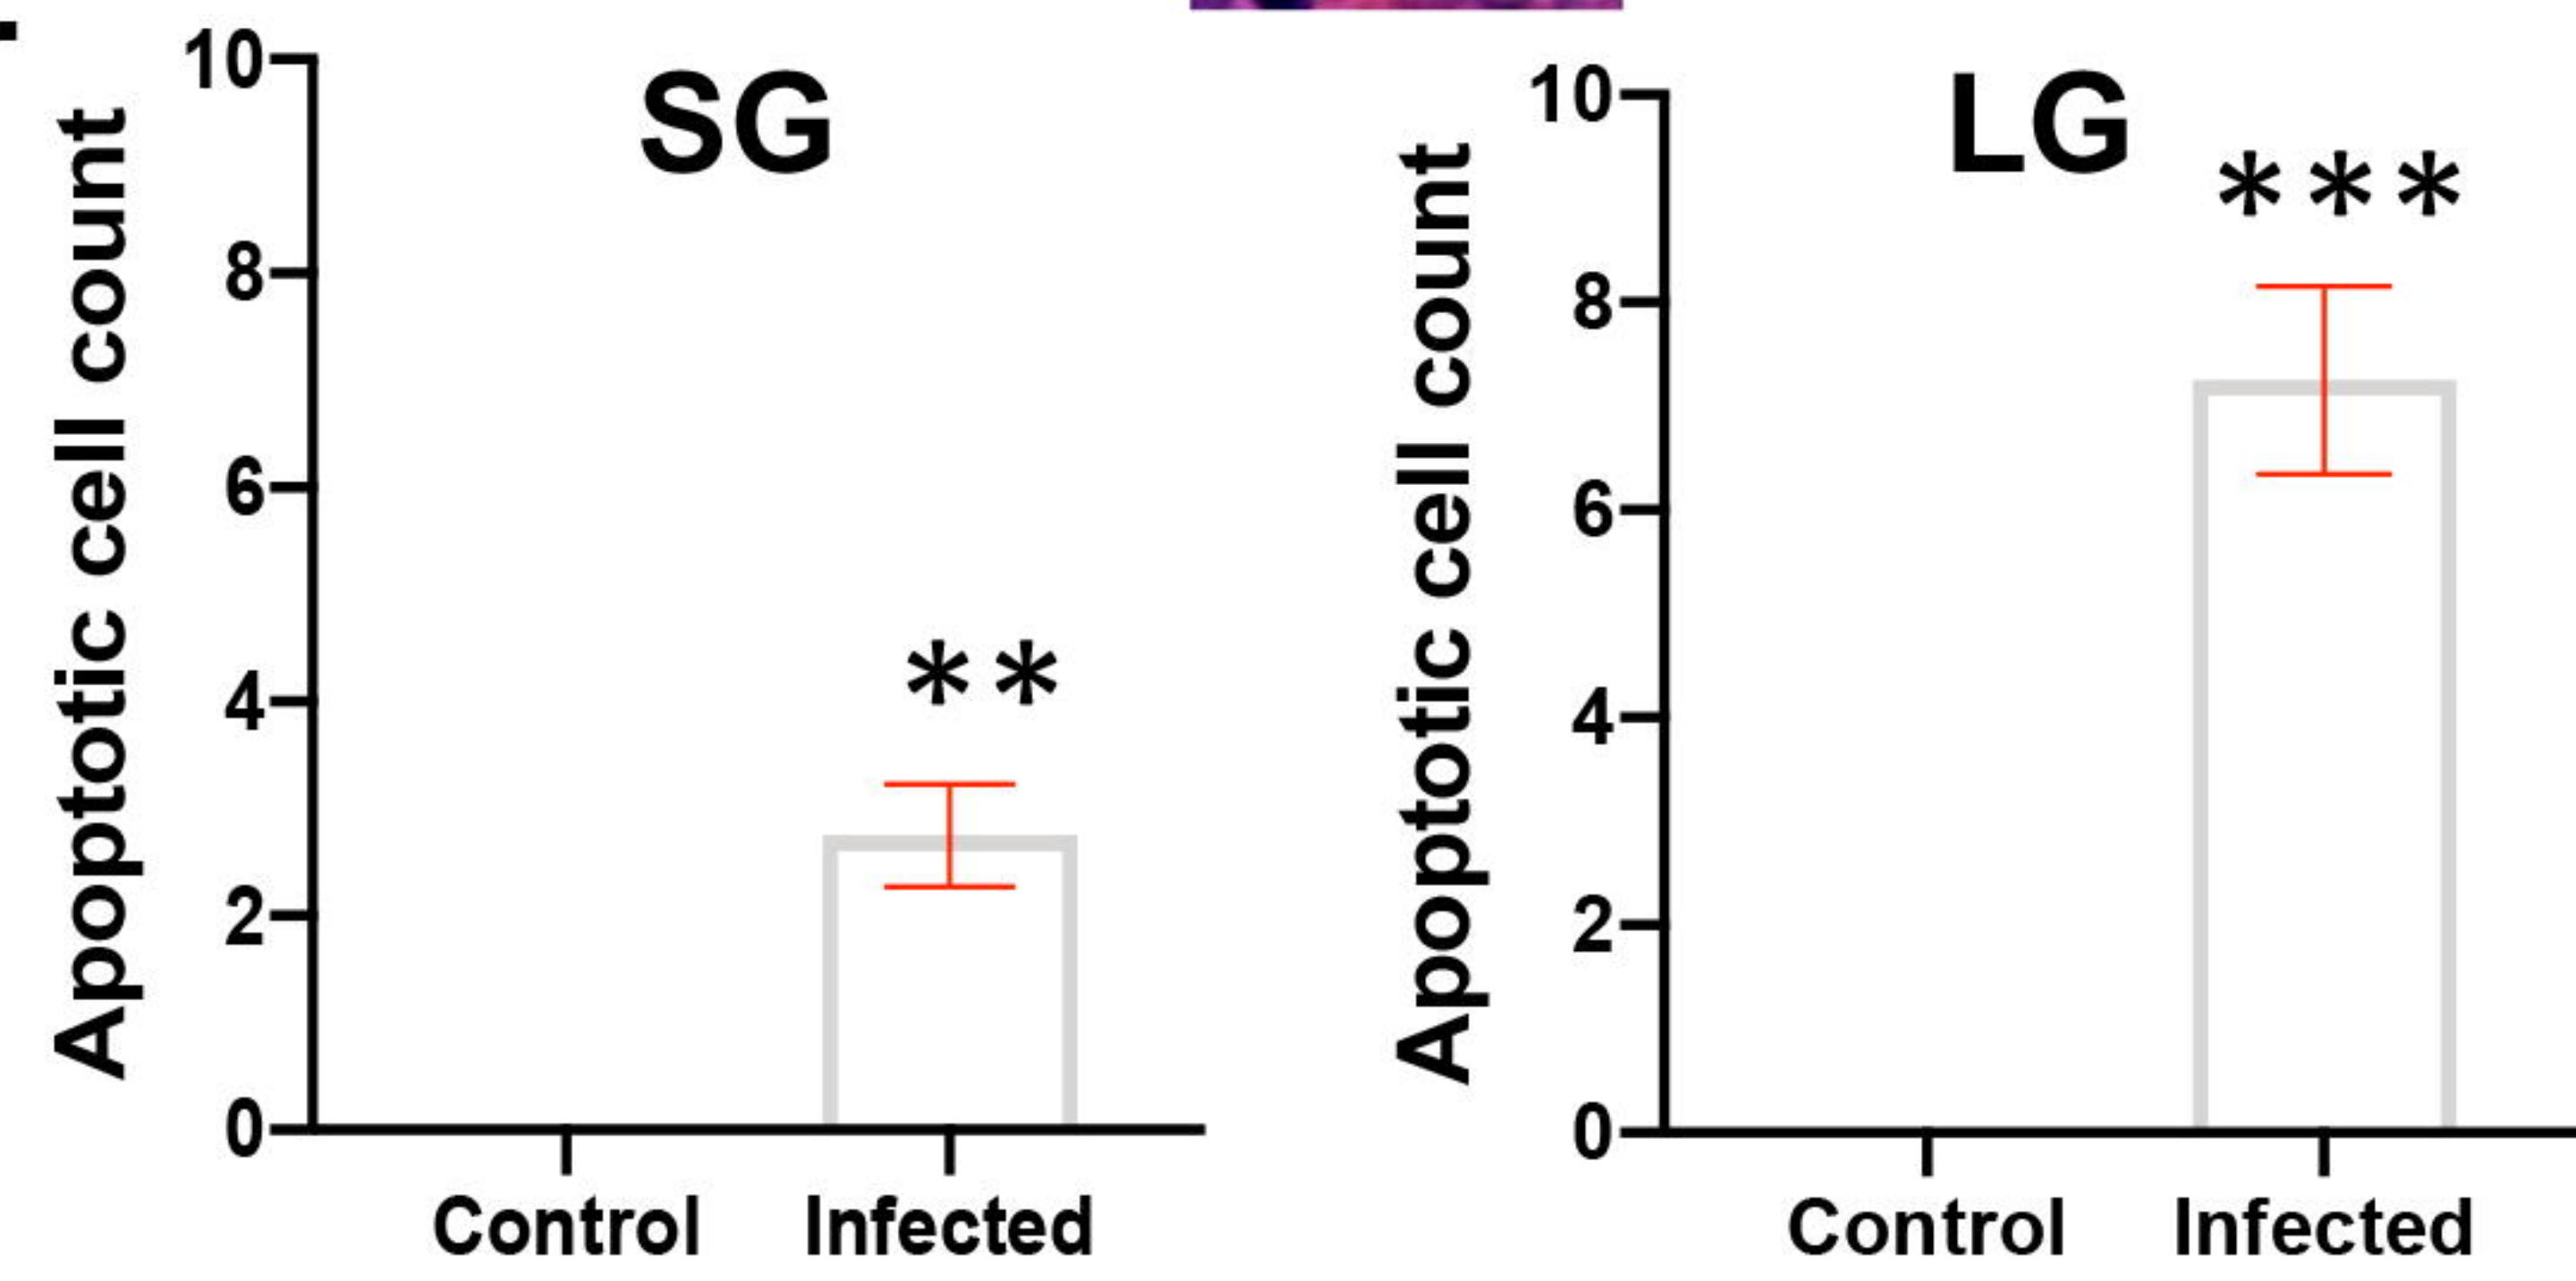 SG
Apoptotic cell count
10
8
6
4
2
0
**
Control Infected
LG
Apoptotic cell count
10
8
6
4
2
0
***
Control Infected